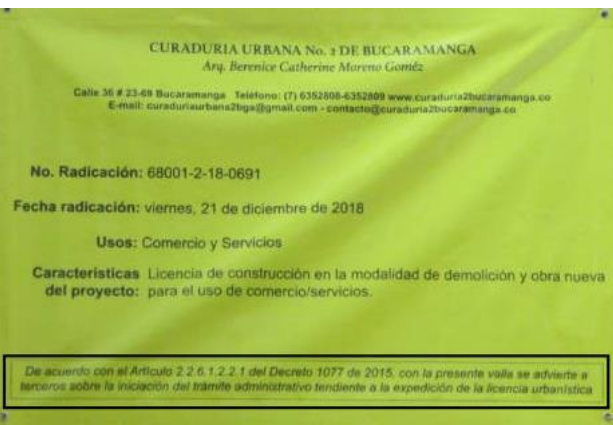 CURADURIA URBANA No. 2 DE BUCARAMANGA
Arq. Berenice Catherine Moreno Goméz
Calle 36 # 23-69 Bucaramanga Teléfono: (7) 6352808-6352809 www.curaduria2bucaramanga.co
E-mail: curaduriaurbana2bga@gmail.com - contacto@curaduria2bucaramanga.co
No. Radicación: 68001-2-18-0691
Fecha radicación: viernes, 21 de diciembre de 2018
Usos: Comercio y Servicios
Caracteristicas Licencia de construcción en la modalidad de demolición y obra nueva
del proyecto: para el uso de comercio/servicios.
De acuerdo con el Artículo 2.2.6.1.2.2.1 del Decreto 1077 de 2015, con la presente valla se advierte a
terceros sobre la iniciación del trámite administrativo tendiente a la expedición de la licencia urbanística